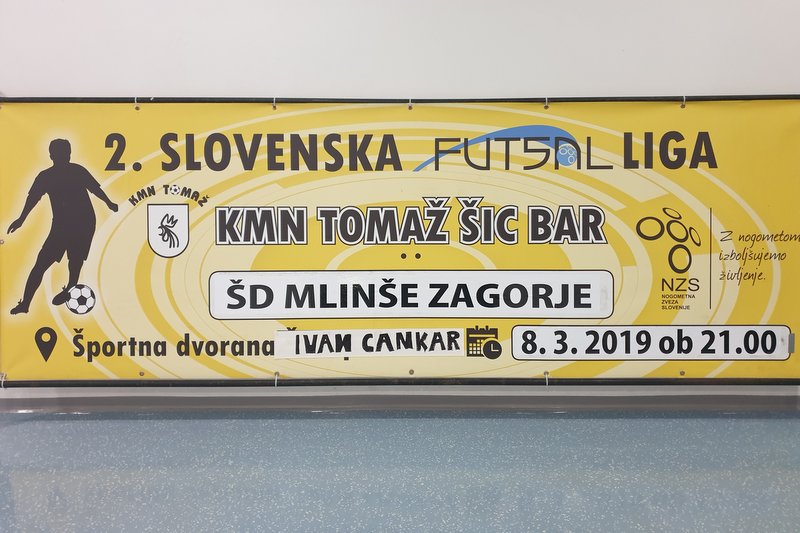 2. SLOVENSKA FUTSAL LIGA
KMN TOMAŽ
KMN TOMAŽ ŠIC BAR
:
ŠD MLINŠE ZAGORJE
NZS
NOGOMETNA
ZVEZA
SLOVENIJE
Z nogometom
izboljšujemo
življenje.
Športna dvorana IVAN CANKAR
8. 3. 2019 ob 21.00